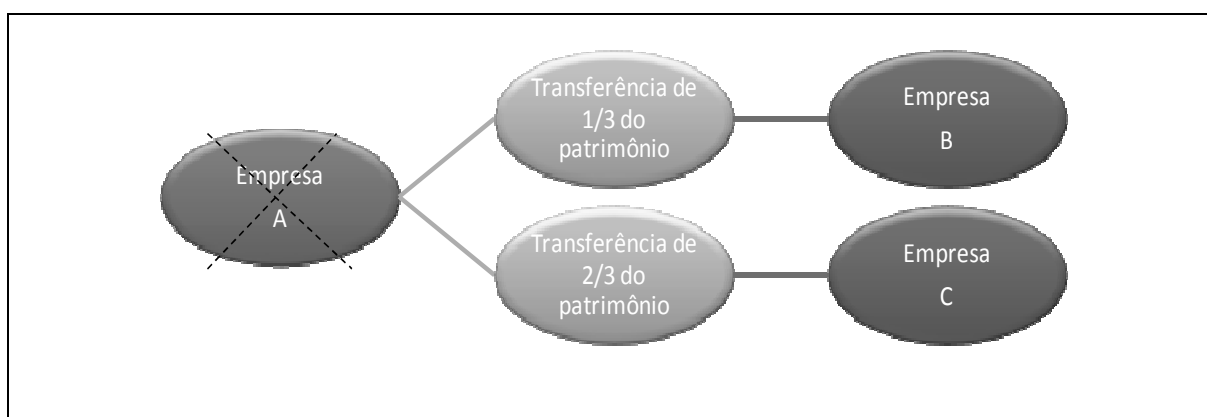 Empresa
A
Transferência de
1/3 do
patrimônio
Empresa
B
Transferência de
2/3 do
patrimônio
Empresa
C